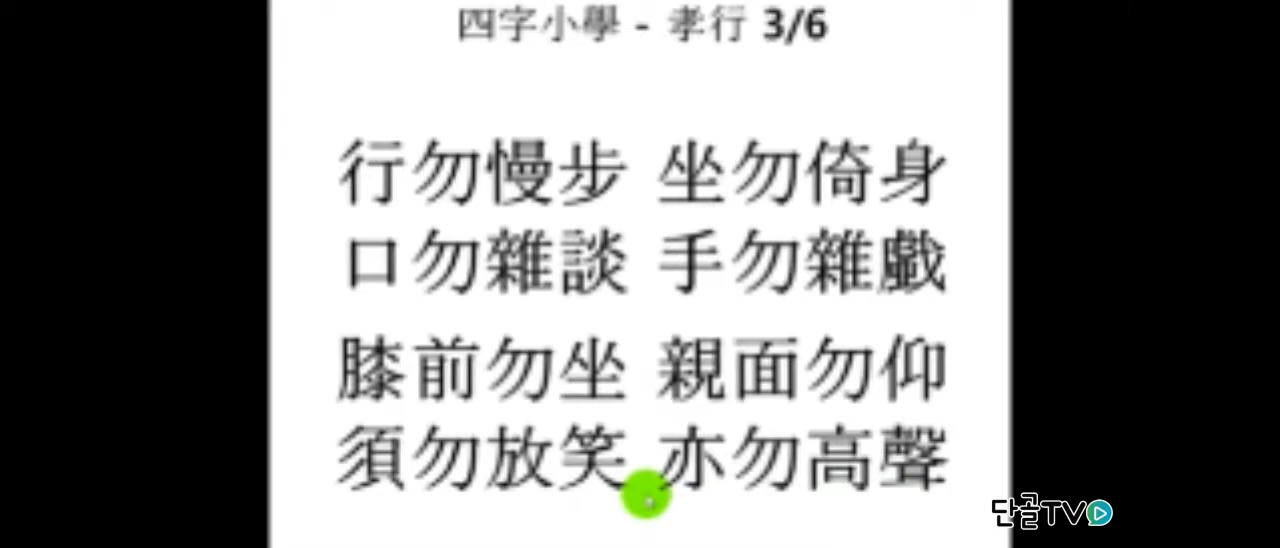 四字小學 - 孝行 3/6
行勿慢步 坐勿倚身
口勿雜談 手勿雜戱
膝前勿坐 親面勿仰
須勿放笑 亦勿高聲
단골TV